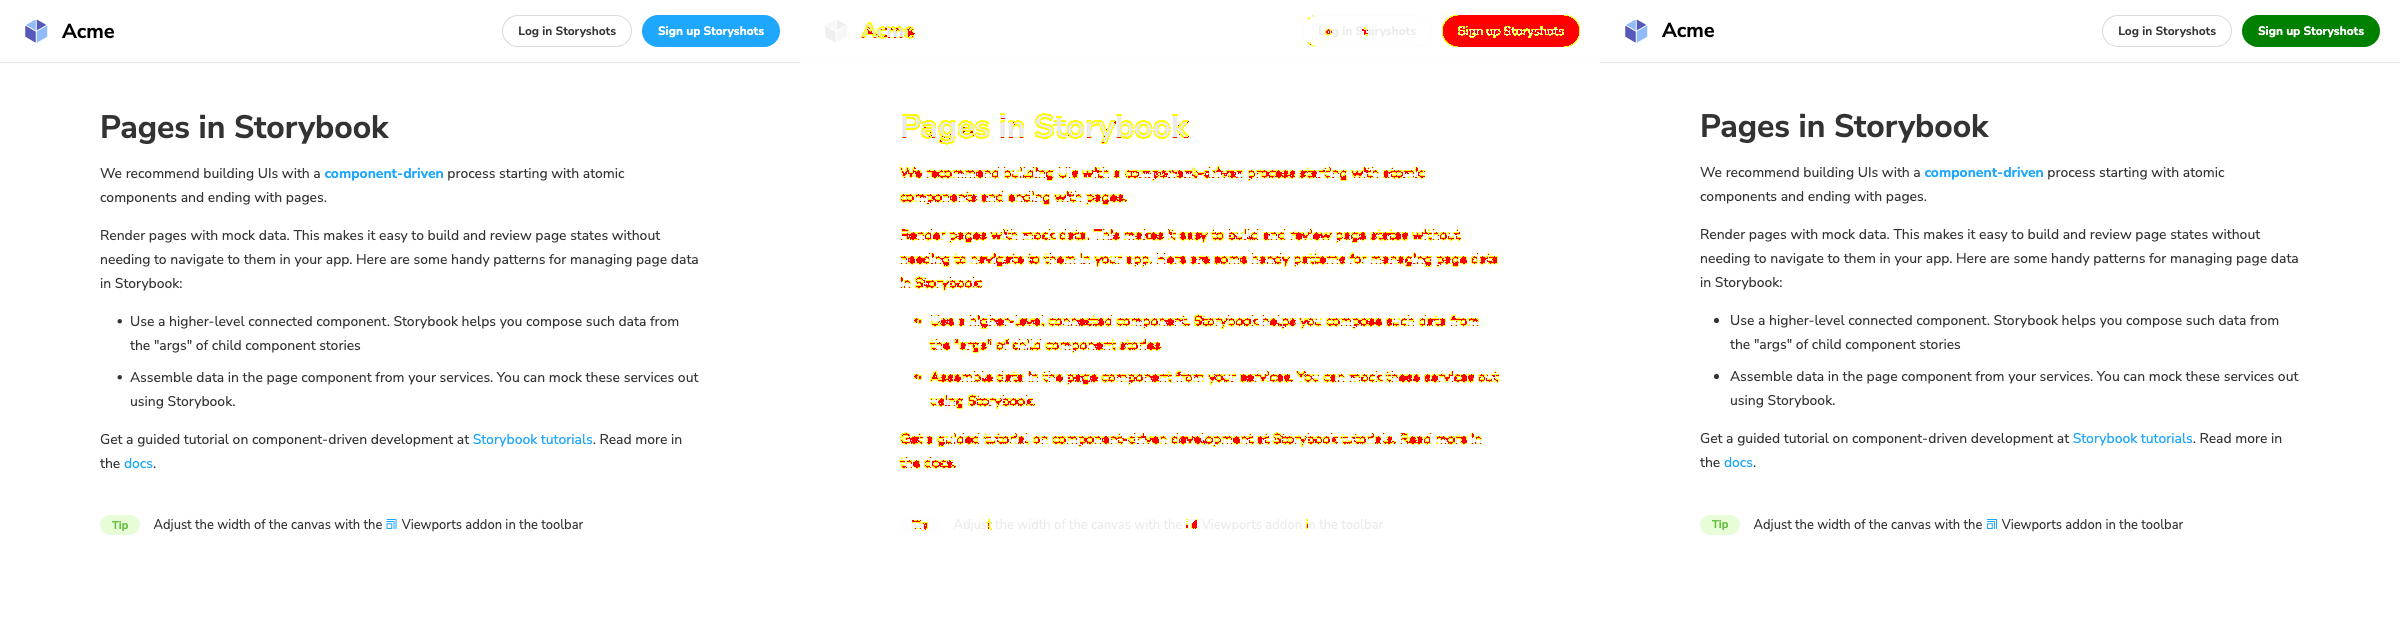 Acme
Log in Storyshots
Sign up Storyshots
Pages in Storybook
We recommend building UIs with a component-driven process starting with atomic
components and ending with pages.
Render pages with mock data. This makes it easy to build and review page states without
needing to navigate to them in your app. Here are some handy patterns for managing page data
in Storybook:
• Use a higher-level connected component. Storybook helps you compose such data from
the "args" of child component stories
• Assemble data in the page component from your services. You can mock these services out
using Storybook.
Get a guided tutorial on component-driven development at Storybook tutorials. Read more in
the docs.
Tip
Adjust the width of the canvas with the Viewports addon in the toolbar
Acme
Log in Storyshots
Sign up Storyshots
Pages in Storybook
We recommend building UIs with a component-driven process starting with atomic
components and ending with pages.
Render pages with mock data. This makes it easy to build and review page states without
needing to navigate to them in your app. Here are some handy patterns for managing page data
in Storybook:
• Use a higher-level connected component. Storybook helps you compose such data from
the "args" of child component stories
• Assemble data in the page component from your services. You can mock these services out
using Storybook.
Get a guided tutorial on component-driven development at Storybook tutorials. Read more in
the docs.
Tip
Adjust the width of the canvas with the Viewports addon in the toolbar
Acme
Log in Storyshots
Sign up Storyshots
Pages in Storybook
We recommend building UIs with a component-driven process starting with atomic
components and ending with pages.
Render pages with mock data. This makes it easy to build and review page states without
needing to navigate to them in your app. Here are some handy patterns for managing page data
in Storybook:
• Use a higher-level connected component. Storybook helps you compose such data from
the "args" of child component stories
• Assemble data in the page component from your services. You can mock these services out
using Storybook.
Get a guided tutorial on component-driven development at Storybook tutorials. Read more in
the docs.
Tip
Adjust the width of the canvas with the Viewports addon in the toolbar